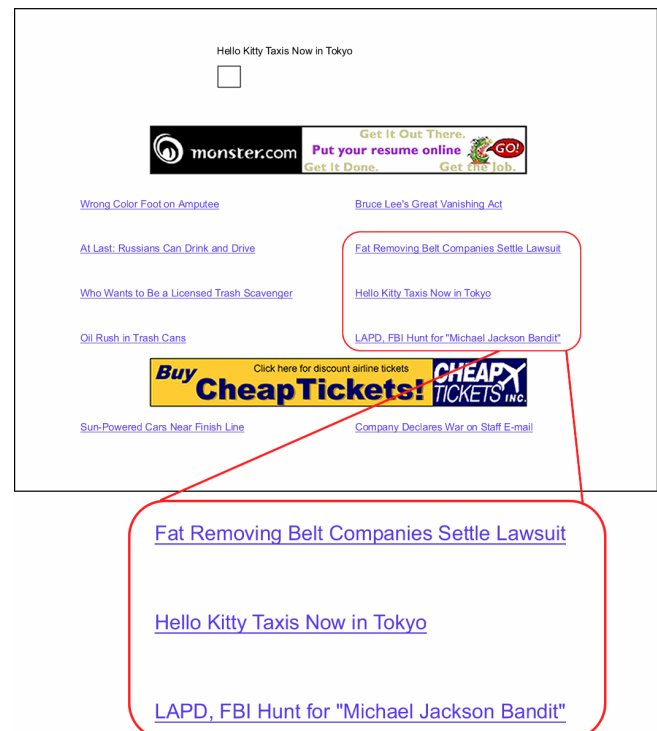 Hello Kitty Taxis Now in Tokyo
monster.com
Get It Out There.
Put your resume online
GO!
Get It Done. Get the Job.
Wrong Color Foot on Amputee
Bruce Lee's Great Vanishing Act
At Last: Russians Can Drink and Drive
Fat Removing Belt Companies Settle Lawsuit
Who Wants to Be a Licensed Trash Scavenger
Hello Kitty Taxis Now in Tokyo
Oil Rush in Trash Cans
LAPD, FBI Hunt for "Michael Jackson Bandit"
Buy
Click here for discount airline tickets
CheapTickets!
CHEAP
TICKETS INC.
Sun-Powered Cars Near Finish Line
Company Declares War on Staff E-mail
Fat Removing Belt Companies Settle Lawsuit
Hello Kitty Taxis Now in Tokyo
LAPD, FBI Hunt for "Michael Jackson Bandit"